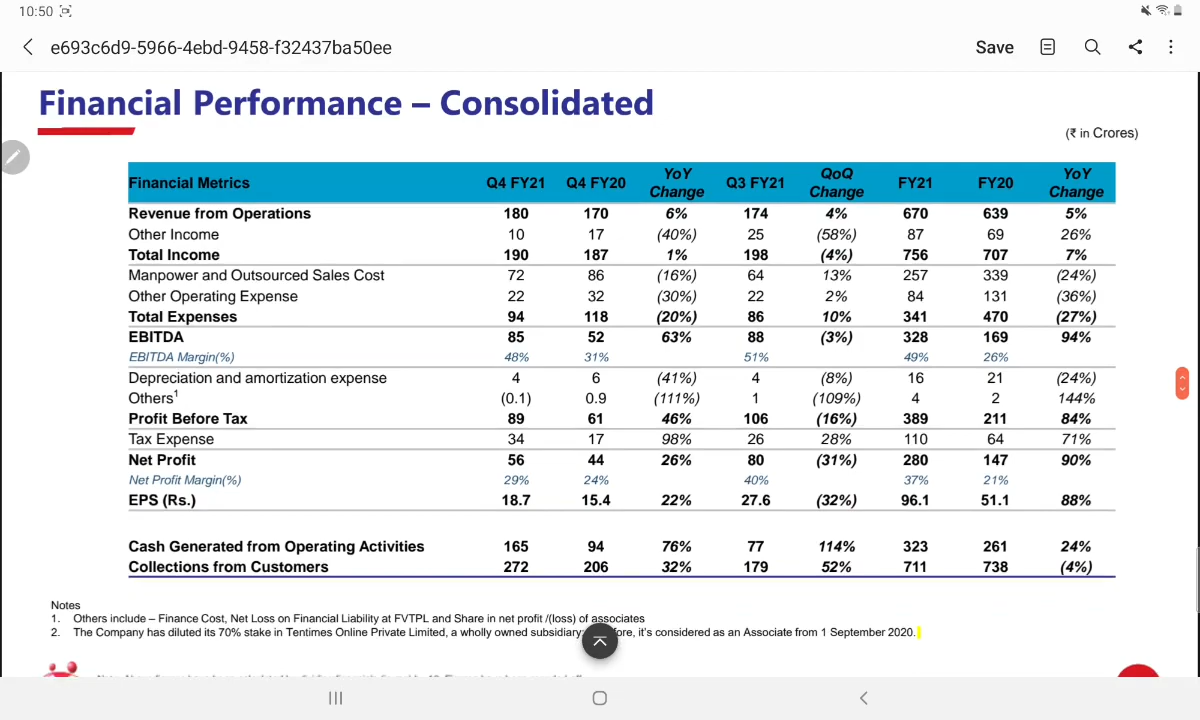 10:50
e693c6d9-5966-4ebd-9458-f32437ba50ee Save
Financial Performance – Consolidated
(₹ in Crores)
Financial Metrics Q4 FY21 Q4 FY20 YoY Change Q3 FY21 QoQ Change FY21 FY20 YoY Change
Revenue from Operations 180 170 6% 174 4% 670 639 5%
Other Income 10 17 (40%) 25 (58%) 87 69 26%
Total Income 190 187 1% 198 (4%) 756 707 7%
Manpower and Outsourced Sales Cost 72 86 (16%) 64 13% 257 339 (24%)
Other Operating Expense 22 32 (30%) 22 2% 84 131 (36%)
Total Expenses 94 118 (20%) 86 10% 341 470 (27%)
EBITDA 85 52 63% 88 (3%) 328 169 94%
EBITDA Margin(%) 48% 31% 51% 49% 26%
Depreciation and amortization expense 4 6 (41%) 4 (8%) 16 21 (24%)
Others1 (0.1) 0.9 (111%) 1 (109%) 4 2 144%
Profit Before Tax 89 61 46% 106 (16%) 389 211 84%
Tax Expense 34 17 98% 26 28% 110 64 71%
Net Profit 56 44 26% 80 (31%) 280 147 90%
Net Profit Margin(%) 29% 24% 40% 37% 21%
EPS (Rs.) 18.7 15.4 22% 27.6 (32%) 96.1 51.1 88%
Cash Generated from Operating Activities 165 94 76% 77 114% 323 261 24%
Collections from Customers 272 206 32% 179 52% 711 738 (4%)
Notes
1. Others include – Finance Cost, Net Loss on Financial Liability at FVTPL and Share in net profit /(loss) of associates
2. The Company has diluted its 70% stake in Tentimes Online Private Limited, a wholly owned subsidiary; it's considered as an Associate from 1 September 2020.